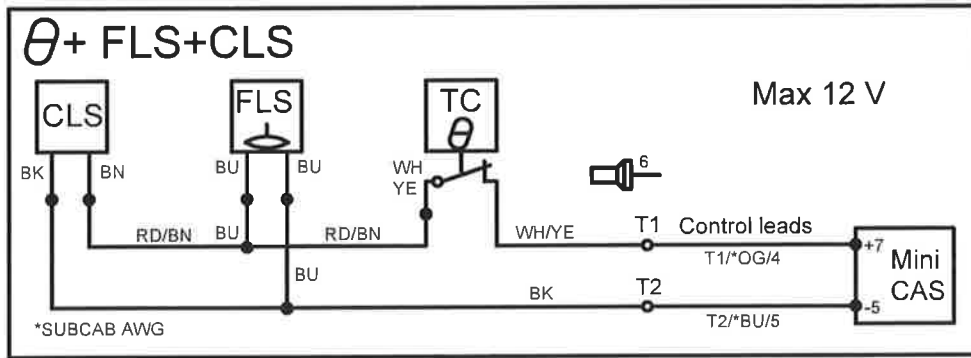 θ+ FLS+CLS
Max 12 V
CLS
FLS
TC
θ
BK
BN
BU
BU
WH
YE
6
RD/BN
BU
RD/BN
WH/YE
T1
Control leads
T1/*OG/4
+7
Mini
CAS
BU
BK
T2
T2/*BU/5
-5
*SUBCAB AWG